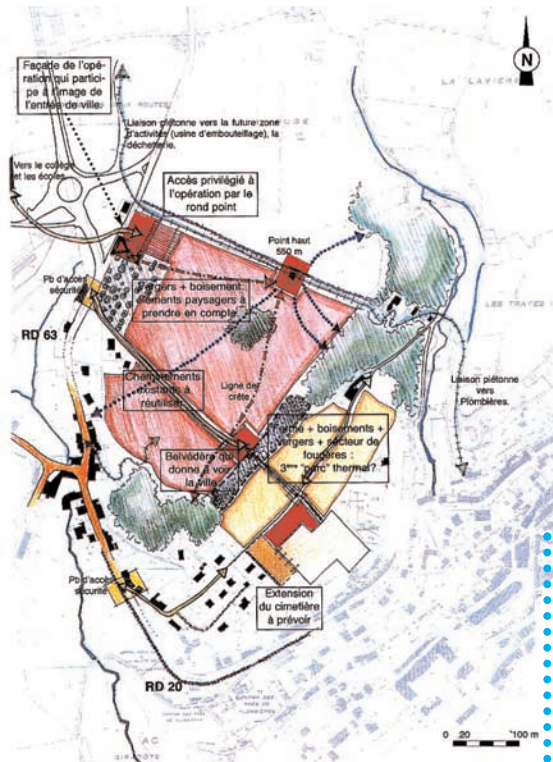 N
Façade de l'opé-
ration qui partici-
pe à l'image de
l'entrée de ville.
LA LAVIÈRE
Liaison piétonne vers la future zone
d'activités (usine d'embouteillage), la
déchetterie.
Vers le collège
et les écoles.
Accès privilégié à
l'opération par le
rond point
Point haut
550 m
Pb d'accès
sécurité
Vergers + boisement:
éléments paysagers à
prendre en compte.
RD 63
Liaison piétonne
vers
Plombières.
Cheminements
existants à
réutiliser
Ligne de
crête
Ferme + boisements +
vergers + secteur de
fougères :
3ème "parc" thermal?
Belvédère qui
donne à voir
la ville
Pb d'accès
sécurité
Extension
du cimetière
à prévoir
RD 20
0 20 100 m